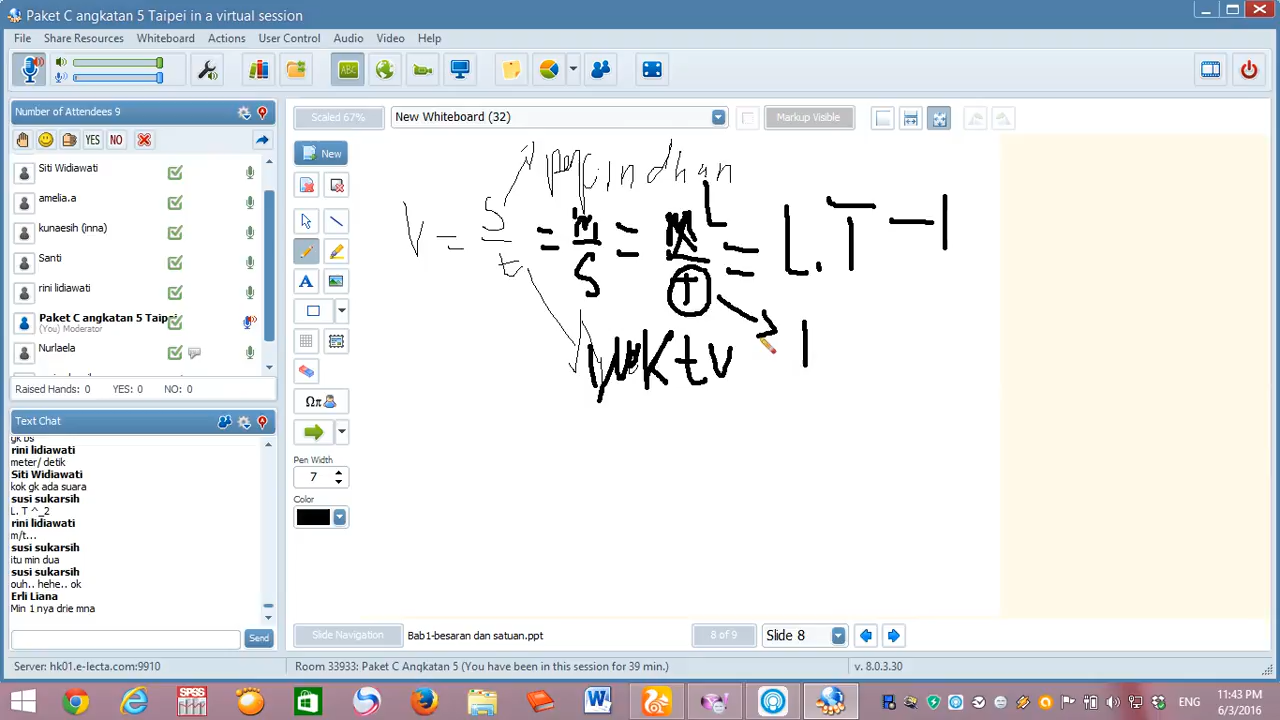 Paket C angkatan 5 Taipei in a virtual session
File Share Resources Whiteboard Actions User Control Audio Video Help
ABC
Number of Attendees 9
YES NO
Siti Widiawati
amelia.a
kunaesih (inna)
Santi
rini lidiawati
Paket C angkatan 5 Taipei
(You) Moderator
Nurlaela
Raised Hands: 0 YES: 0 NO: 0
Text Chat
gk bs
rini lidiawati
meter/ detik
Siti Widiawati
kok gk ada suara
susi sukarsih
L. T ^_2
rini lidiawati
m/t...
susi sukarsih
itu min dua
susi sukarsih
ouh.. hehe.. ok
Erli Liana
Min 1 nya drie mna
Send
Scaled 67%
New Whiteboard (32)
Markup Visible
New
A
Ωπ
Pen Width
7
Color
V = S/t = m/s = L/T = L.T-1
Slide Navigation
Bab1-besaran dan satuan.ppt
8 of 9
Slide 8
Server: hk01.e-lecta.com:9910
Room 33933: Paket C Angkatan 5 (You have been in this session for 39 min.)
v. 8.0.3.30
SPSS
ENG
11:43 PM
6/3/2016